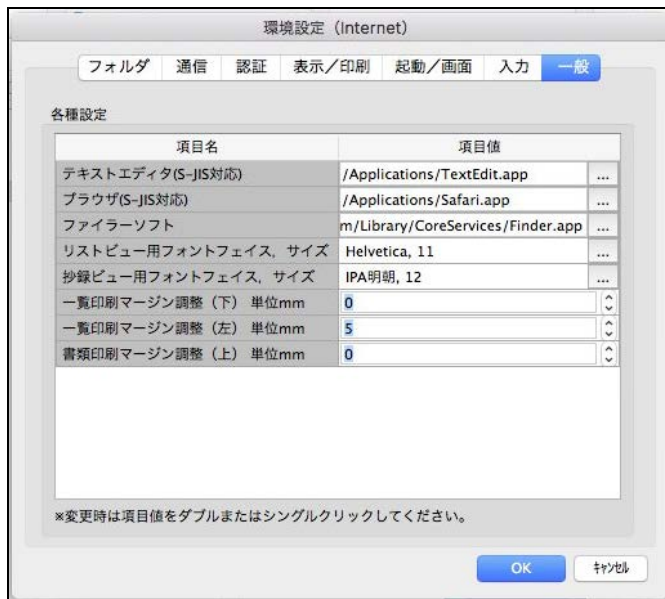 環境設定（Internet）
フォルダ 通信 認証 表示／印刷 起動／画面 入力 一般
各種設定
項目名 項目値
テキストエディタ(S-JIS対応) /Applications/TextEdit.app ...
ブラウザ(S-JIS対応) /Applications/Safari.app ...
ファイラーソフト m/Library/CoreServices/Finder.app ...
リストビュー用フォントフェイス，サイズ Helvetica, 11 ...
抄録ビュー用フォントフェイス，サイズ IPA明朝, 12 ...
一覧印刷マージン調整（下） 単位mm 0
一覧印刷マージン調整（左） 単位mm 5
書類印刷マージン調整（上） 単位mm 0
※変更時は項目値をダブルまたはシングルクリックしてください。
OK ｷｬﾝｾﾙ